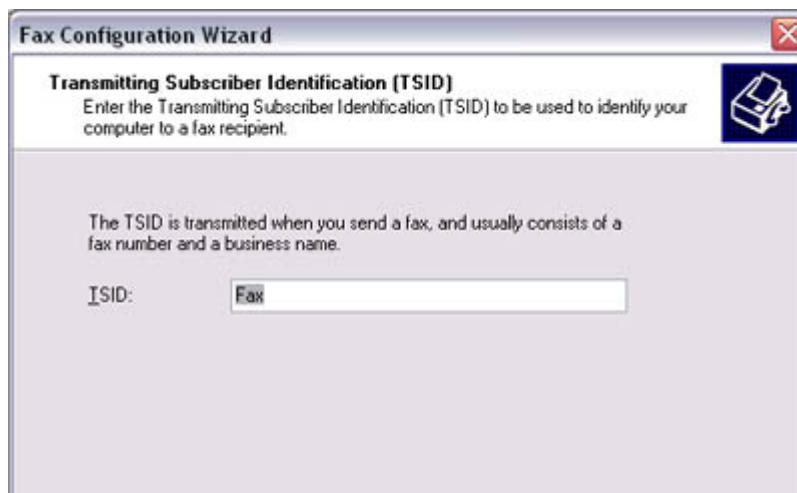 Fax Configuration Wizard
Transmitting Subscriber Identification (TSID)
Enter the Transmitting Subscriber Identification (TSID) to be used to identify your
computer to a fax recipient.
The TSID is transmitted when you send a fax, and usually consists of a
fax number and a business name.
TSID:
Fax